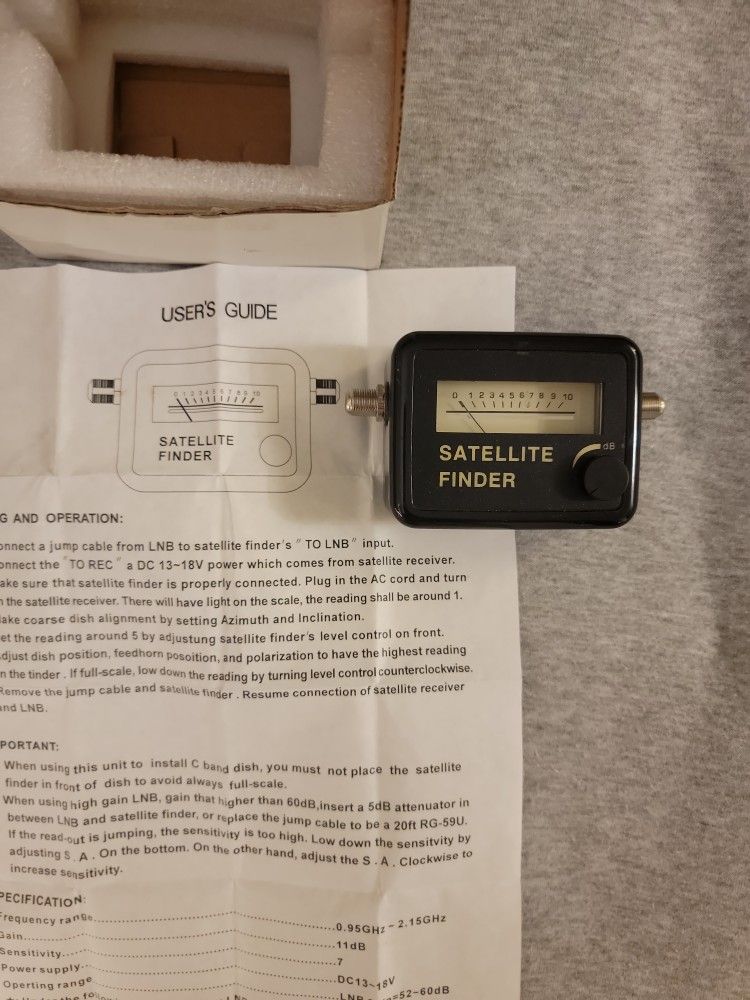 USER'S GUIDE
0 1 2 3 4 5 6 7 8 9 10
SATELLITE
FINDER
0 1 2 3 4 5 6 7 8 9 10
SATELLITE
FINDER
dB
G AND OPERATION:
onnect a jump cable from LNB to satellite finder's "TO LNB" input.
onnect the "TO REC" a DC 13~18V power which comes from satellite receiver.
ake sure that satellite finder is properly connected. Plug in the AC cord and turn
n the satellite receiver. There will have light on the scale, the reading shall be around 1.
ake coarse dish alignment by setting Azimuth and Inclination.
et the reading around 5 by adjustung satellite finder's level control on front.
djust dish position, feedhorn posoition, and polarization to have the highest reading
n the tinder . If full-scale, low down the reading by turning level control counterclockwise.
Remove the jump cable and satellite finder . Resume connection of satellite receiver
and LNB.
PORTANT:
When using this unit to install C band dish, you must not place the satellite
finder in front of dish to avoid always full-scale.
When using high gain LNB, gain that higher than 60dB,insert a 5dB attenuator in
between LNB and satellite finder, or replace the jump cable to be a 20ft RG-59U.
If the read-out is jumping, the sensitivity is too high. Low down the sensitvity by
adjusting S . A . On the bottom. On the other hand, adjust the S . A . Clockwise to
increase sensitivity.
PECIFICATION:
Frequency range...0.95GHz~2.15GHz
Gain...11dB
Sensitivity...7
Power supply...DC13~18V
Operting range...LNB =52~60dB